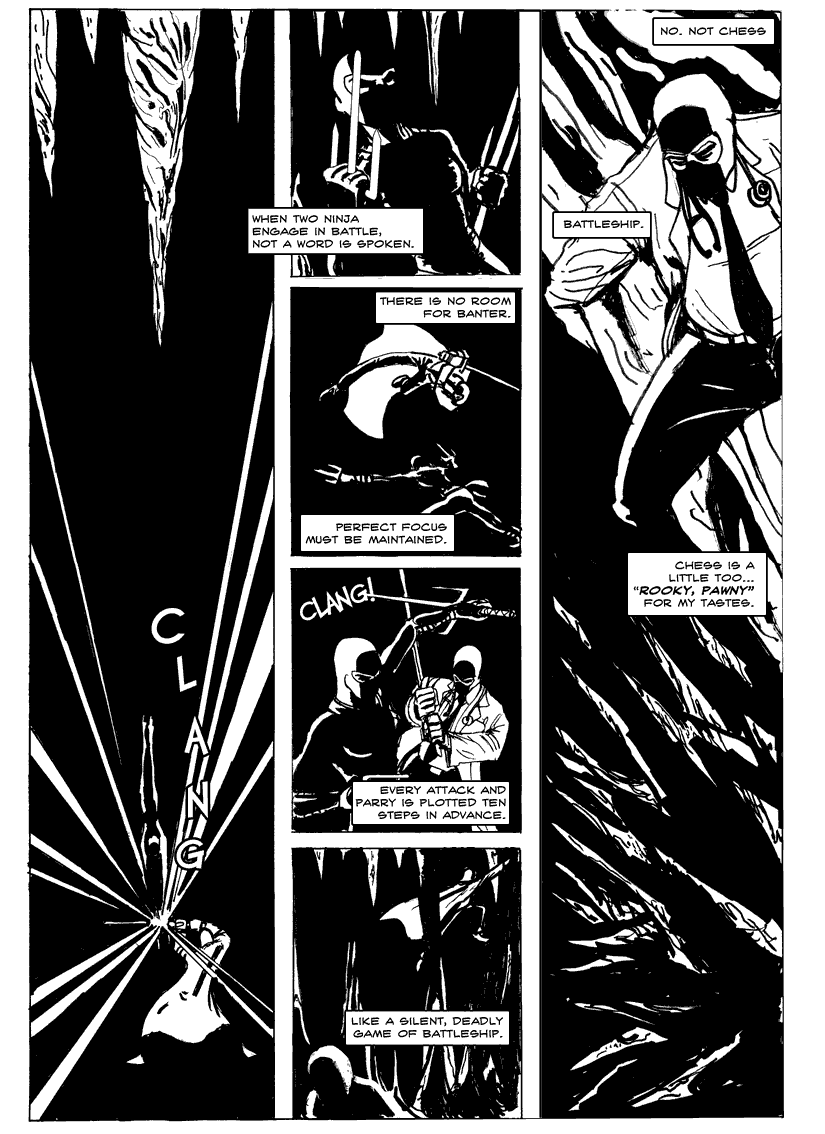 CLANG
WHEN TWO NINJA
ENGAGE IN BATTLE,
NOT A WORD IS SPOKEN.
THERE IS NO ROOM
FOR BANTER.
PERFECT FOCUS
MUST BE MAINTAINED.
CLANG!
EVERY ATTACK AND
PARRY IS PLOTTED TEN
STEPS IN ADVANCE.
LIKE A SILENT, DEADLY
GAME OF BATTLESHIP.
NO. NOT CHESS
BATTLESHIP.
CHESS IS A
LITTLE TOO...
"ROOKY, PAWNY"
FOR MY TASTES.